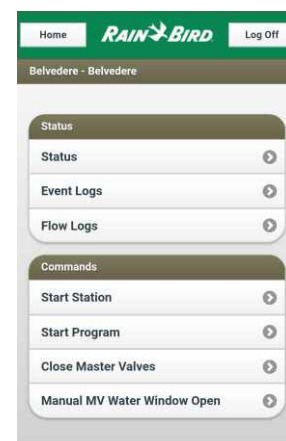 Home RAIN BIRD Log Off
Belvedere - Belvedere
Status
Status
Event Logs
Flow Logs
Commands
Start Station
Start Program
Close Master Valves
Manual MV Water Window Open